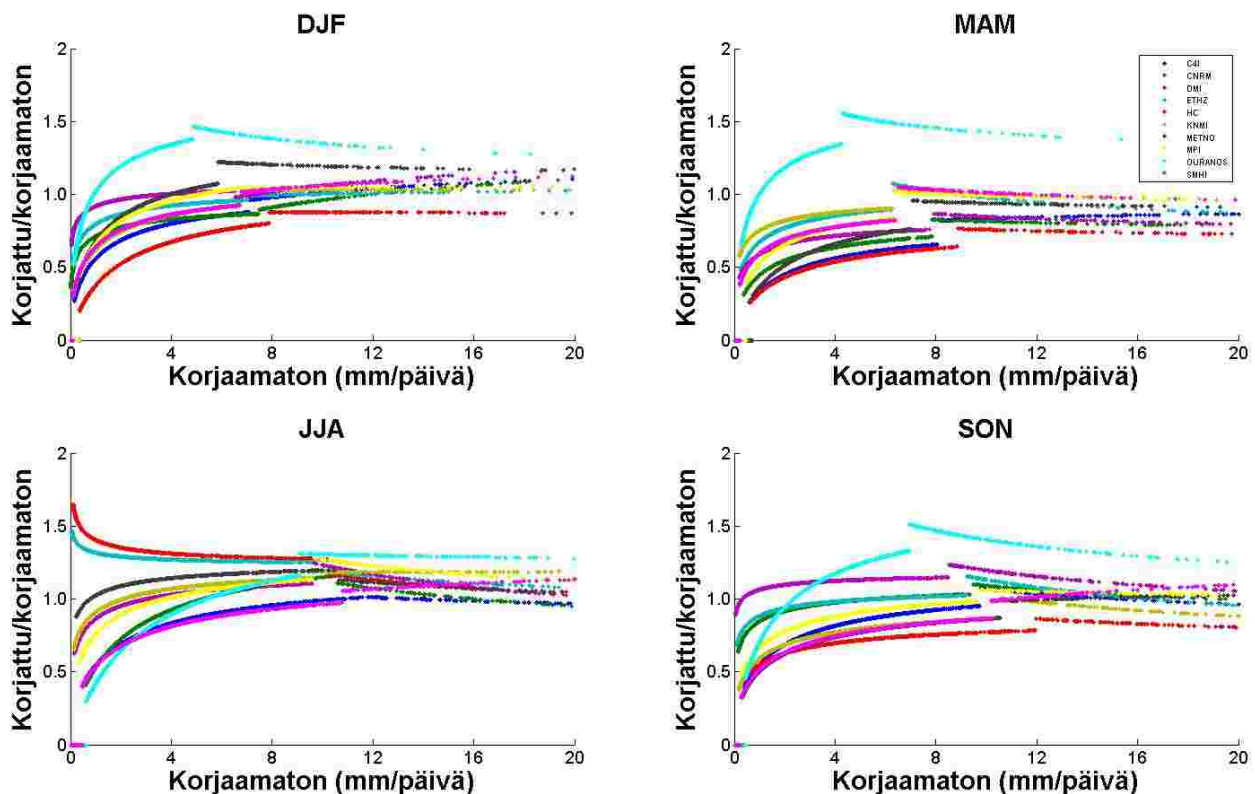 DJF
2
1.5
1.0
0.5
0
0 4 8 12 16 20
Korjattu/korjaamaton
Korjaamaton (mm/päivä)
MAM
2
1.5
1.0
0.5
0
0 4 8 12 16 20
Korjattu/korjaamaton
Korjaamaton (mm/päivä)
C4I
CNRM
DMI
ETHZ
HC
KNMI
METNO
MPI
OURANOS
SMHI
JJA
2
1.5
1.0
0.5
0
0 4 8 12 16 20
Korjattu/korjaamaton
Korjaamaton (mm/päivä)
SON
2
1.5
1.0
0.5
0
0 4 8 12 16 20
Korjattu/korjaamaton
Korjaamaton (mm/päivä)